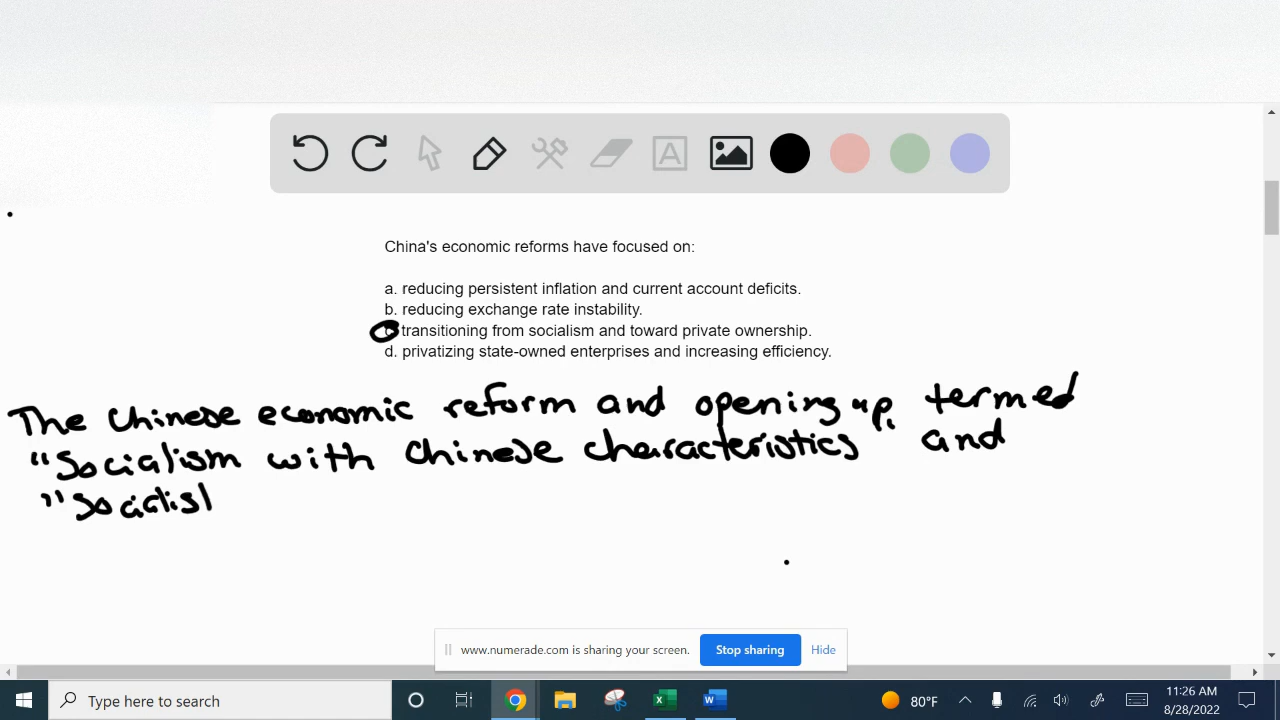 A
China's economic reforms have focused on:
a. reducing persistent inflation and current account deficits.
b. reducing exchange rate instability.
c. transitioning from socialism and toward private ownership.
d. privatizing state-owned enterprises and increasing efficiency.
The Chinese economic reform and opening up, termed
"Socialism with Chinese characteristics and
"Socialis
www.numerade.com is sharing your screen. Stop sharing Hide
Type here to search
80°F
11:26 AM
8/28/2022